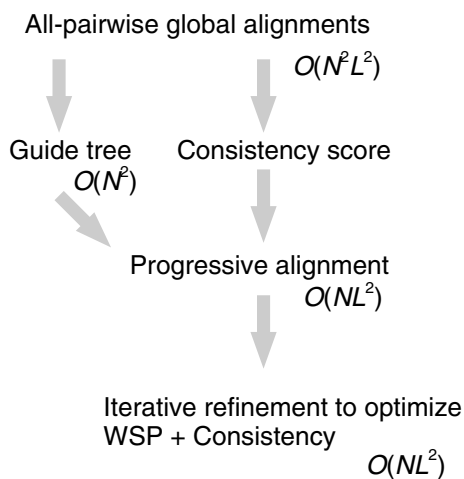 All-pairwise global alignments
O(N²L²)
Guide tree
O(N²)
Consistency score
Progressive alignment
O(NL²)
Iterative refinement to optimize
WSP + Consistency
O(NL²)